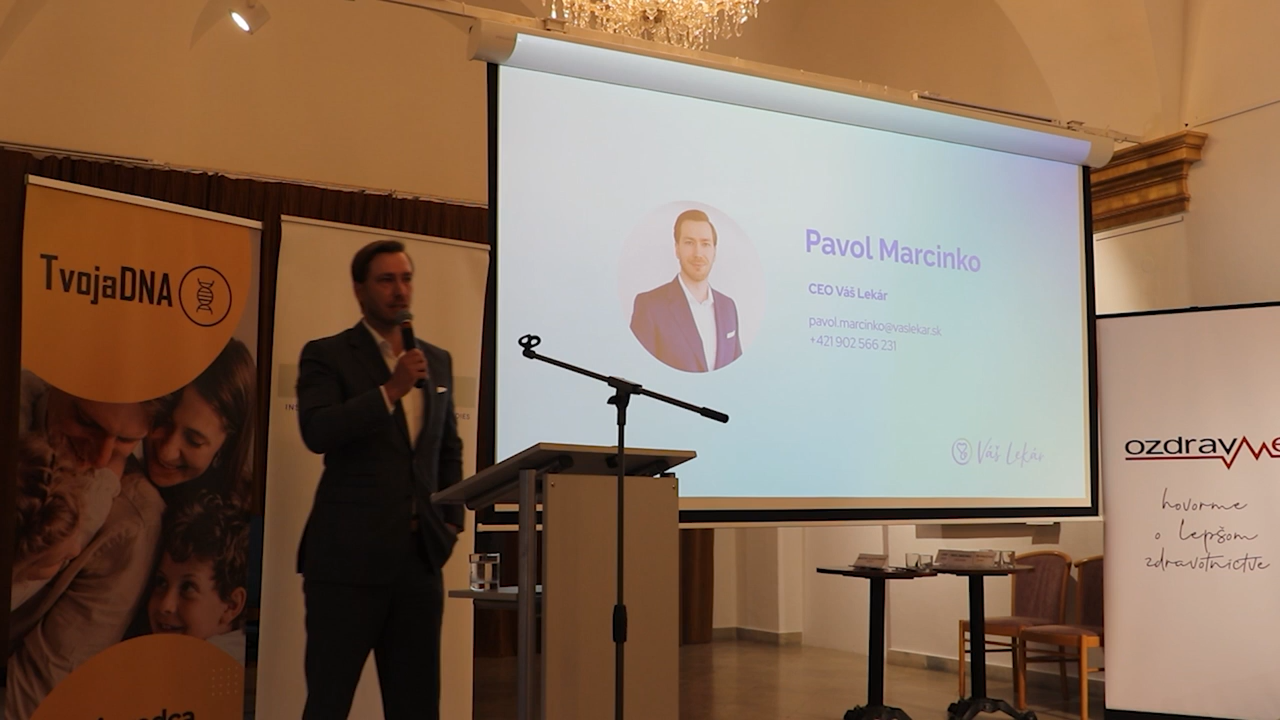 TvojaDNA
Pavol Marcinko
CEO Váš Lekár
pavol.marcinko@vaslekar.sk
+421 902 566 231
Váš Lekár
ozdravme
hovorme
o lepšom
zdravotníctve